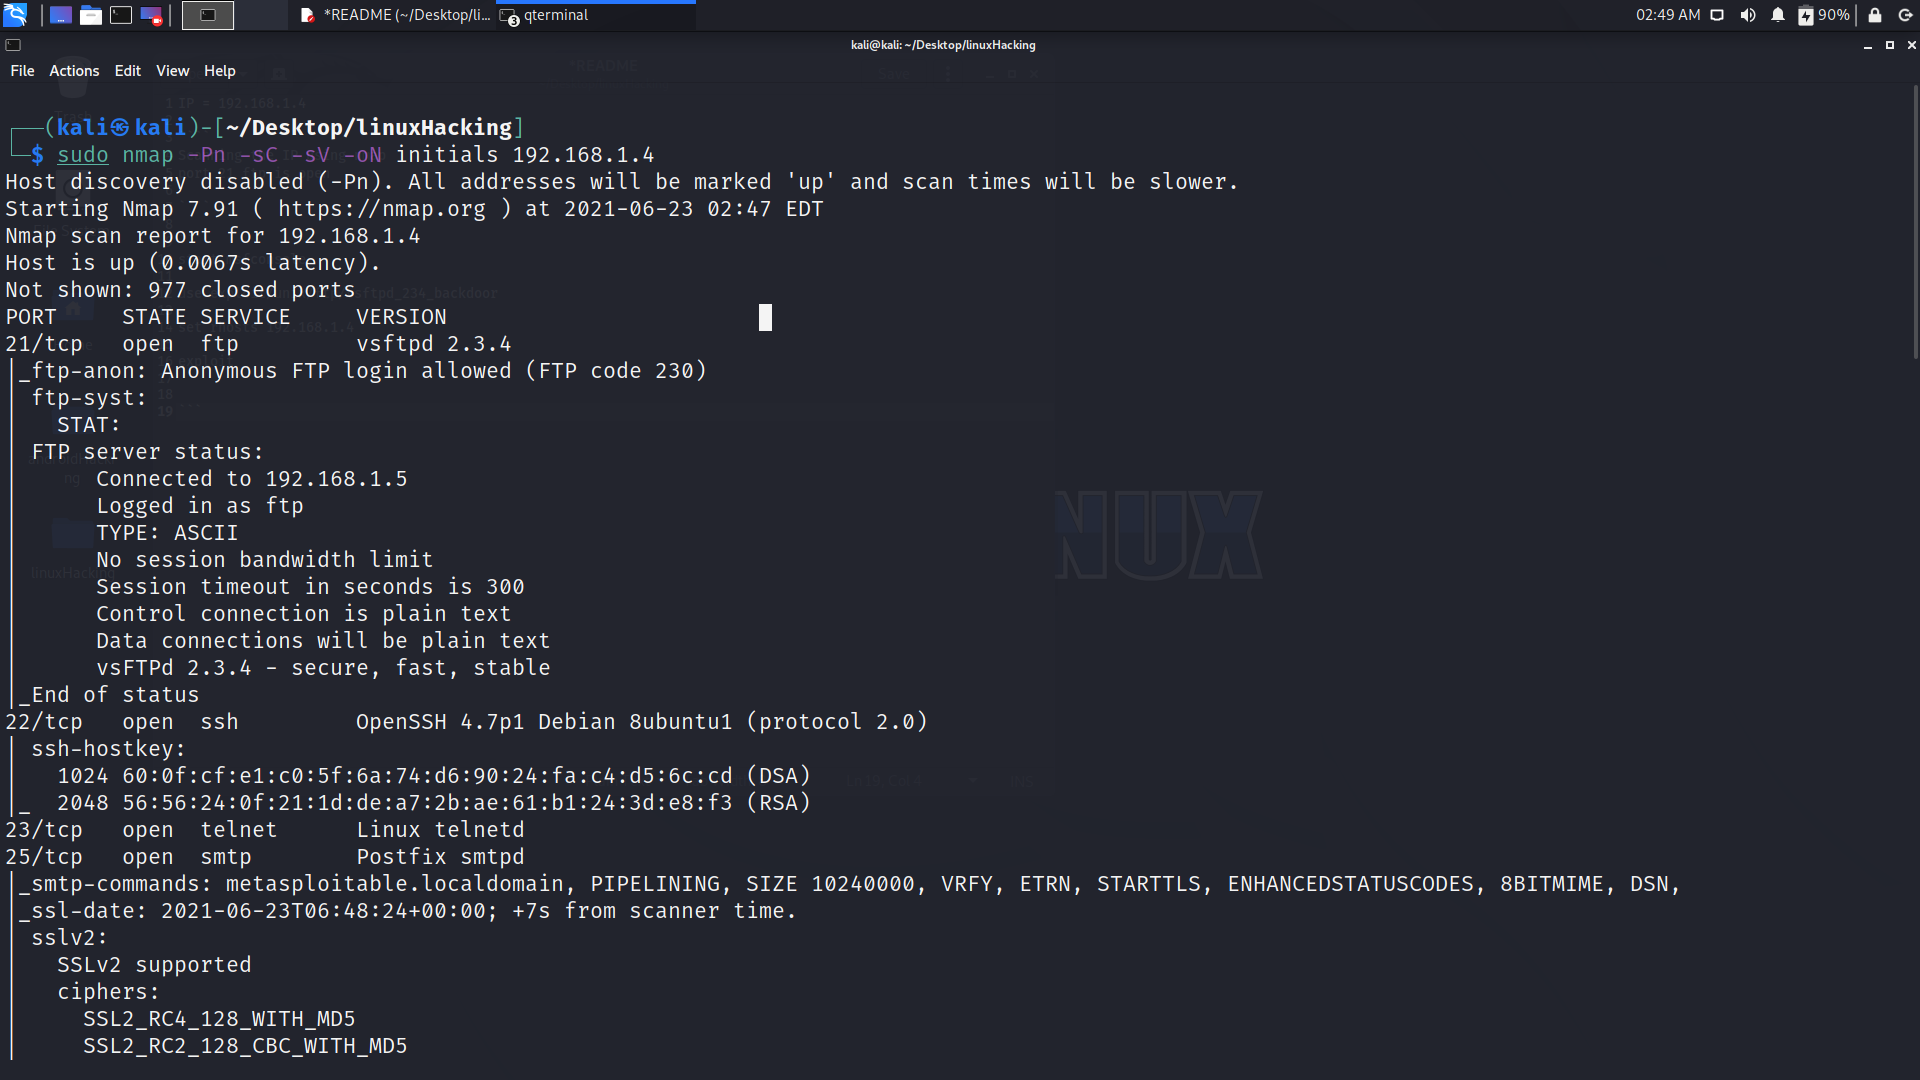 *README (~/Desktop/li... 3 qterminal 02:49 AM 90%
kali@kali: ~/Desktop/linuxHacking
File Actions Edit View Help
*README
1 IP = 192.168.1.4
(kali㉿kali)-[~/Desktop/linuxHacking]
$ sudo nmap -Pn -sC -sV -oN initials 192.168.1.4
Host discovery disabled (-Pn). All addresses will be marked 'up' and scan times will be slower.
Starting Nmap 7.91 ( https://nmap.org ) at 2021-06-23 02:47 EDT
Nmap scan report for 192.168.1.4
Host is up (0.0067s latency).
Not shown: 977 closed ports
PORT STATE SERVICE VERSION
21/tcp open ftp vsftpd 2.3.4
|_ftp-anon: Anonymous FTP login allowed (FTP code 230)
| ftp-syst:
|   STAT:
| FTP server status:
|      Connected to 192.168.1.5
|      Logged in as ftp
|      TYPE: ASCII
|      No session bandwidth limit
|      Session timeout in seconds is 300
|      Control connection is plain text
|      Data connections will be plain text
|      vsFTPd 2.3.4 - secure, fast, stable
|_End of status
22/tcp open ssh OpenSSH 4.7p1 Debian 8ubuntu1 (protocol 2.0)
| ssh-hostkey:
|   1024 60:0f:cf:e1:c0:5f:6a:74:d6:90:24:fa:c4:d5:6c:cd (DSA)
|_  2048 56:56:24:0f:21:1d:de:a7:2b:ae:61:b1:24:3d:e8:f3 (RSA)
23/tcp open telnet Linux telnetd
25/tcp open smtp Postfix smtpd
|_smtp-commands: metasploitable.localdomain, PIPELINING, SIZE 10240000, VRFY, ETRN, STARTTLS, ENHANCEDSTATUSCODES, 8BITMIME, DSN,
|_ssl-date: 2021-06-23T06:48:24+00:00; +7s from scanner time.
| sslv2:
|   SSLv2 supported
|   ciphers:
|     SSL2_RC4_128_WITH_MD5
|     SSL2_RC2_128_CBC_WITH_MD5
NUX
linuxHacking